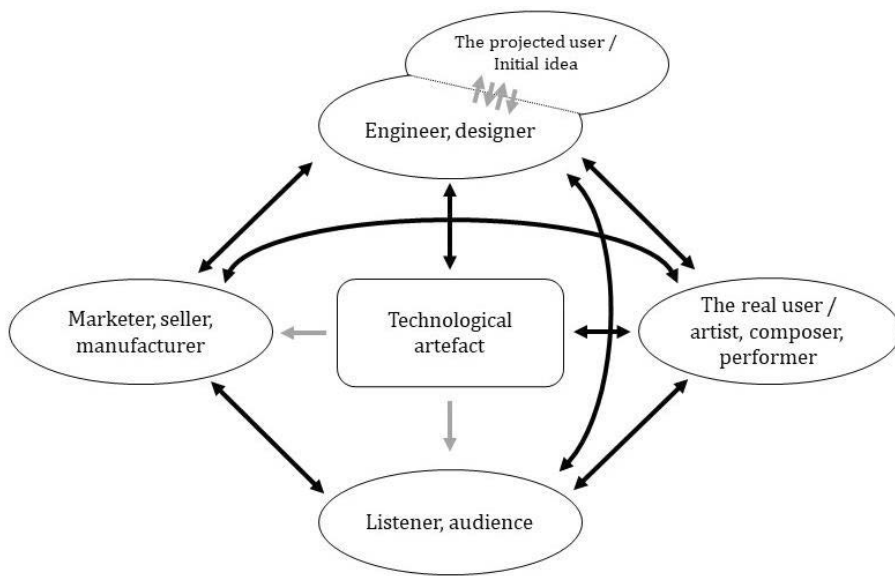 The projected user /
Initial idea
Engineer, designer
Marketer, seller,
manufacturer
Technological
artefact
The real user /
artist, composer,
performer
Listener, audience